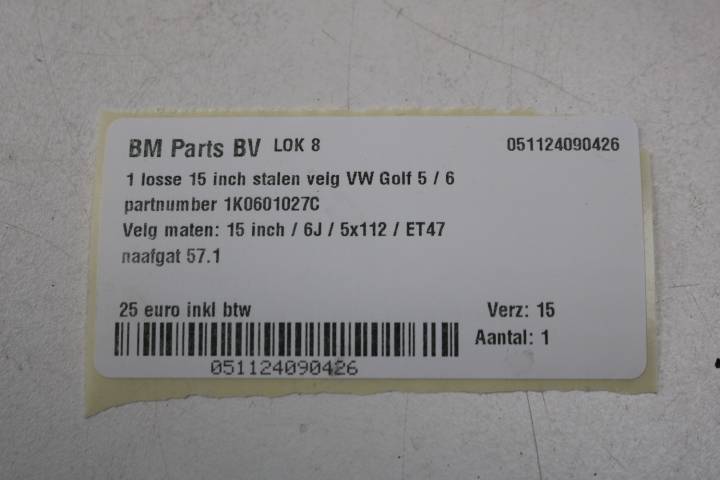 BM Parts BV LOK 8 051124090426
1 losse 15 inch stalen velg VW Golf 5 / 6
partnumber 1K0601027C
Velg maten: 15 inch / 6J / 5x112 / ET47
naafgat 57.1
25 euro inkl btw Verz: 15
Aantal: 1
051124090426